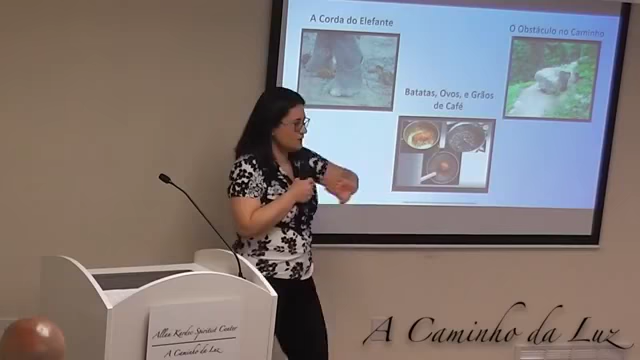 A Corda do Elefante
O Obstáculo no Caminho
Batatas, Ovos, e Grãos
de Café
Allan Kardec Spiritist Center
A Caminho da Luz
A Caminho da Luz